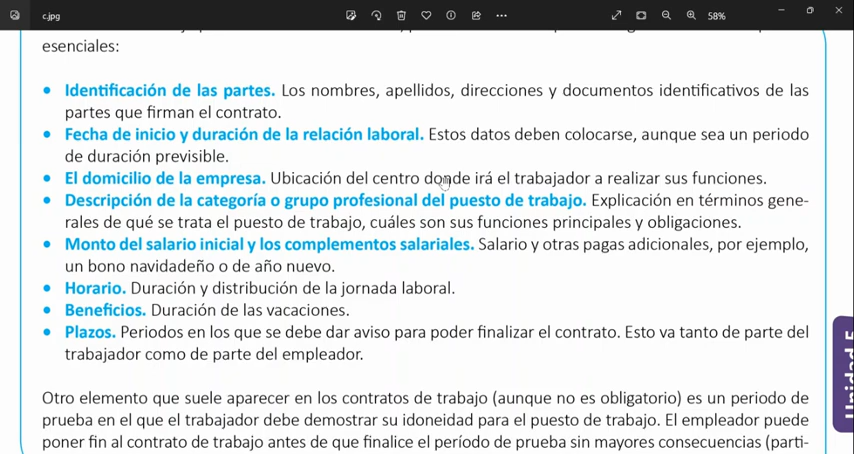 c.jpg
58%
esenciales:
• Identificación de las partes. Los nombres, apellidos, direcciones y documentos identificativos de las
partes que firman el contrato.
• Fecha de inicio y duración de la relación laboral. Estos datos deben colocarse, aunque sea un periodo
de duración previsible.
• El domicilio de la empresa. Ubicación del centro donde irá el trabajador a realizar sus funciones.
• Descripción de la categoría o grupo profesional del puesto de trabajo. Explicación en términos gene-
rales de qué se trata el puesto de trabajo, cuáles son sus funciones principales y obligaciones.
• Monto del salario inicial y los complementos salariales. Salario y otras pagas adicionales, por ejemplo,
un bono navidadeño o de año nuevo.
• Horario. Duración y distribución de la jornada laboral.
• Beneficios. Duración de las vacaciones.
• Plazos. Periodos en los que se debe dar aviso para poder finalizar el contrato. Esto va tanto de parte del
trabajador como de parte del empleador.
Otro elemento que suele aparecer en los contratos de trabajo (aunque no es obligatorio) es un periodo de
prueba en el que el trabajador debe demostrar su idoneidad para el puesto de trabajo. El empleador puede
poner fin al contrato de trabajo antes de que finalice el período de prueba sin mayores consecuencias (parti-
Unidad 5